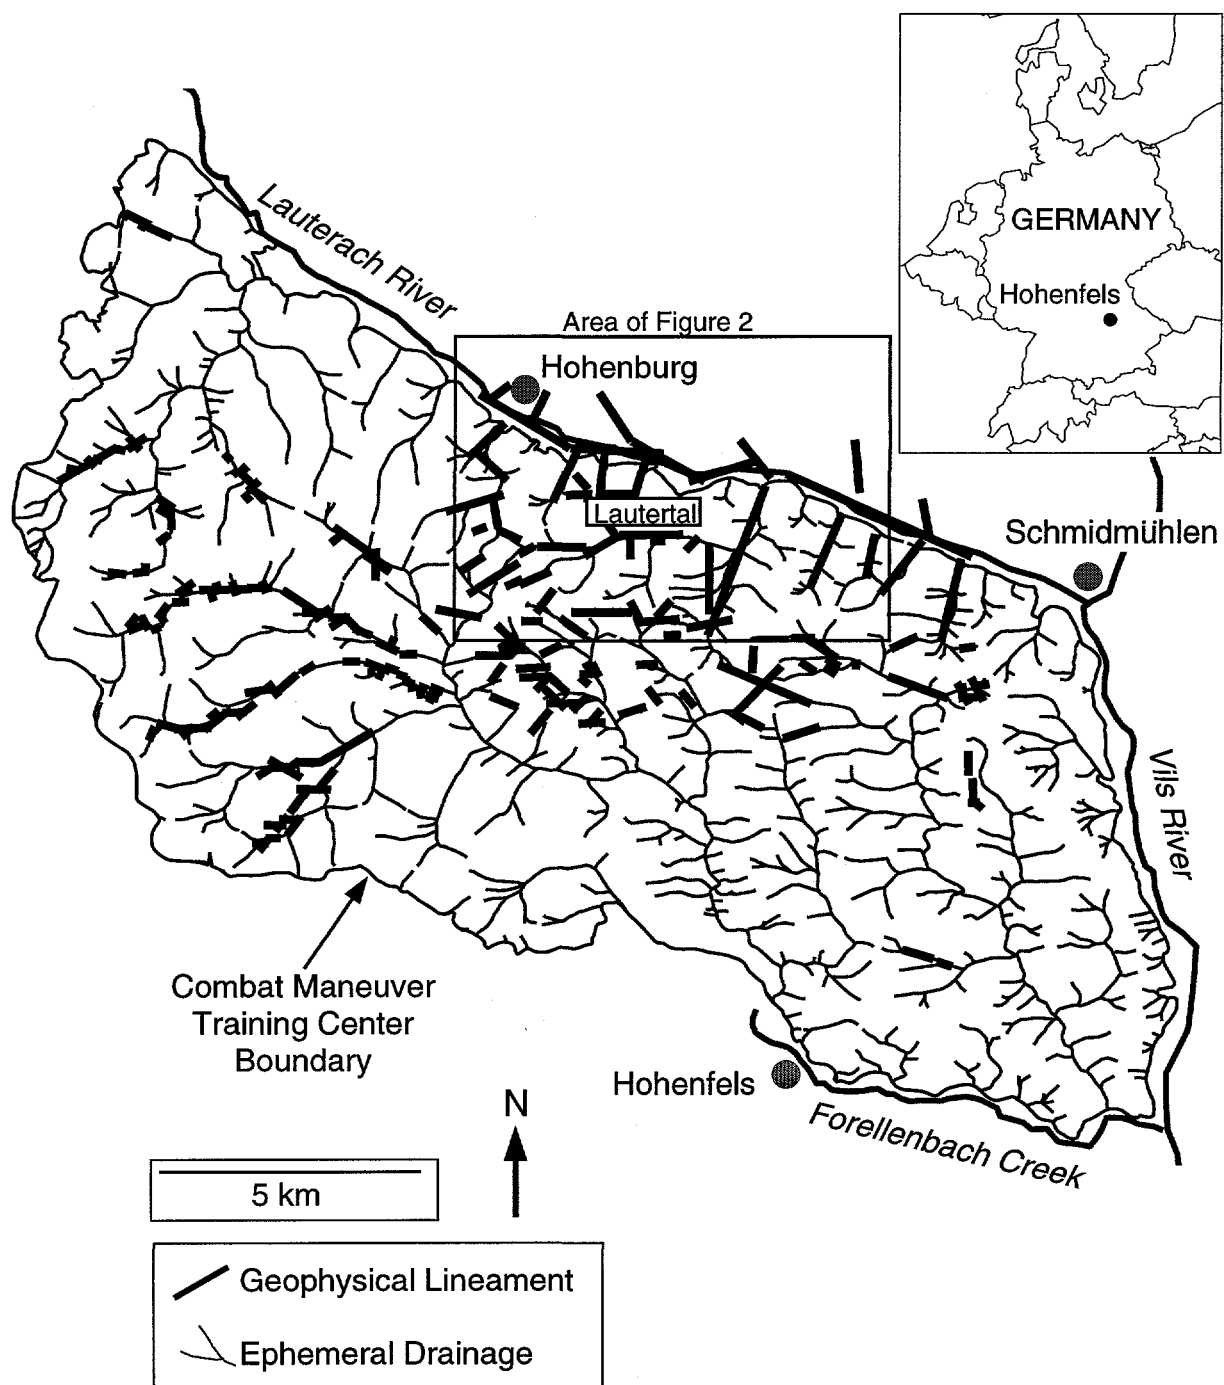 GERMANY
Hohenfels
Lauterach River
Area of Figure 2
Hohenburg
Lautertal
Schmidmühlen
Vils River
Combat Maneuver
Training Center
Boundary
Hohenfels
N
Forellenbach Creek
5 km
Geophysical Lineament
Ephemeral Drainage